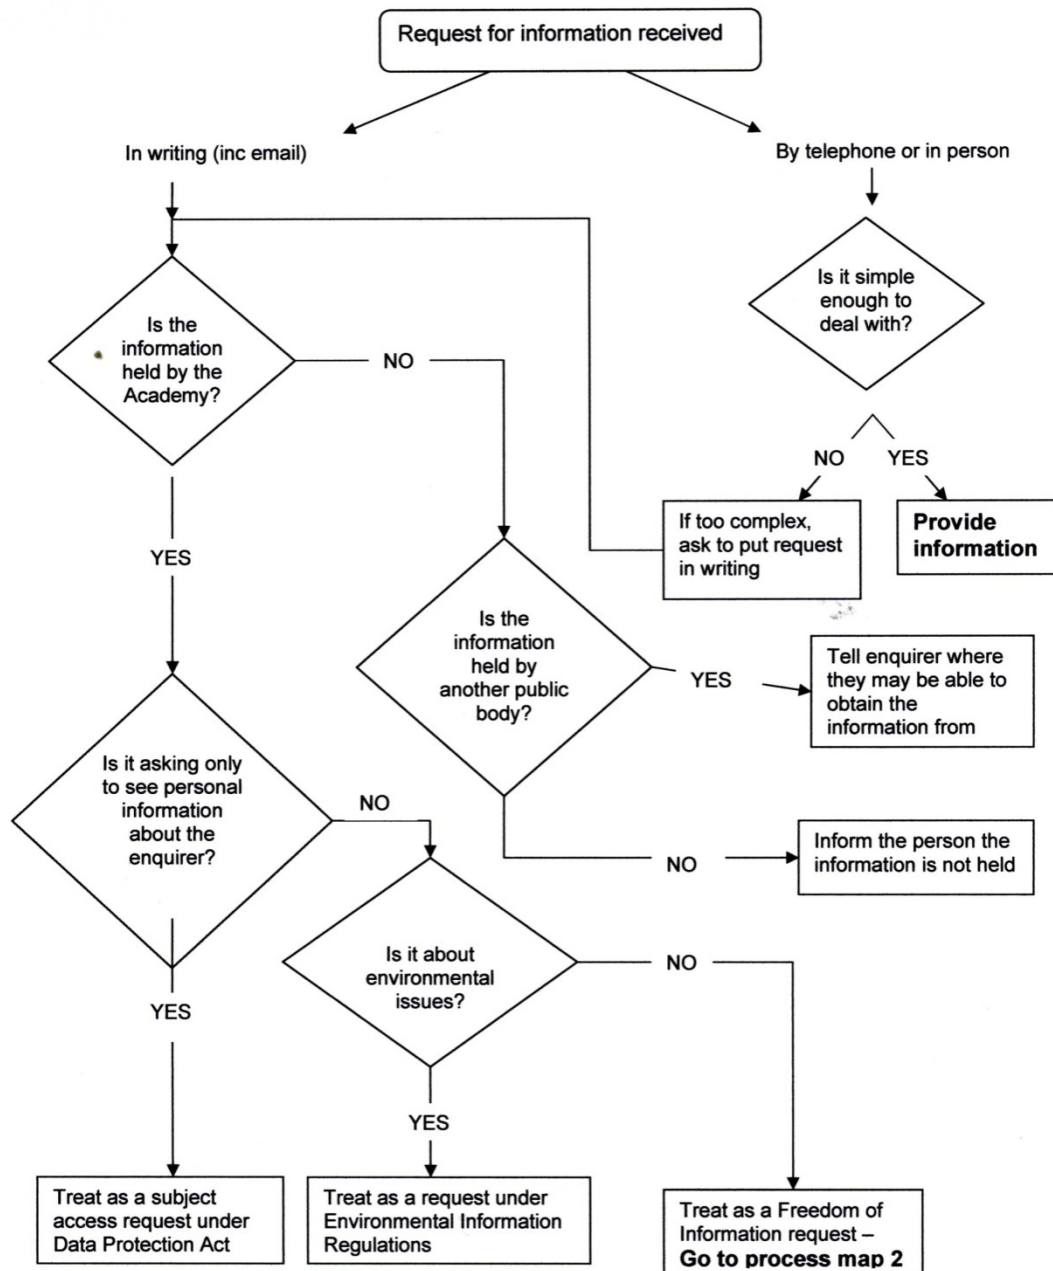 Request for information received
In writing (inc email)
By telephone or in person
Is it simple
enough to
deal with?
Is the
information
held by the
Academy?
NO
NO
YES
If too complex,
ask to put request
in writing
Provide
information
YES
Is the
information
held by
another public
body?
YES
Tell enquirer where
they may be able to
obtain the
information from
Is it asking only
to see personal
information
about the
enquirer?
NO
NO
Inform the person the
information is not held
Is it about
environmental
issues?
NO
YES
YES
Treat as a subject
access request under
Data Protection Act
Treat as a request under
Environmental Information
Regulations
Treat as a Freedom of
Information request –
Go to process map 2